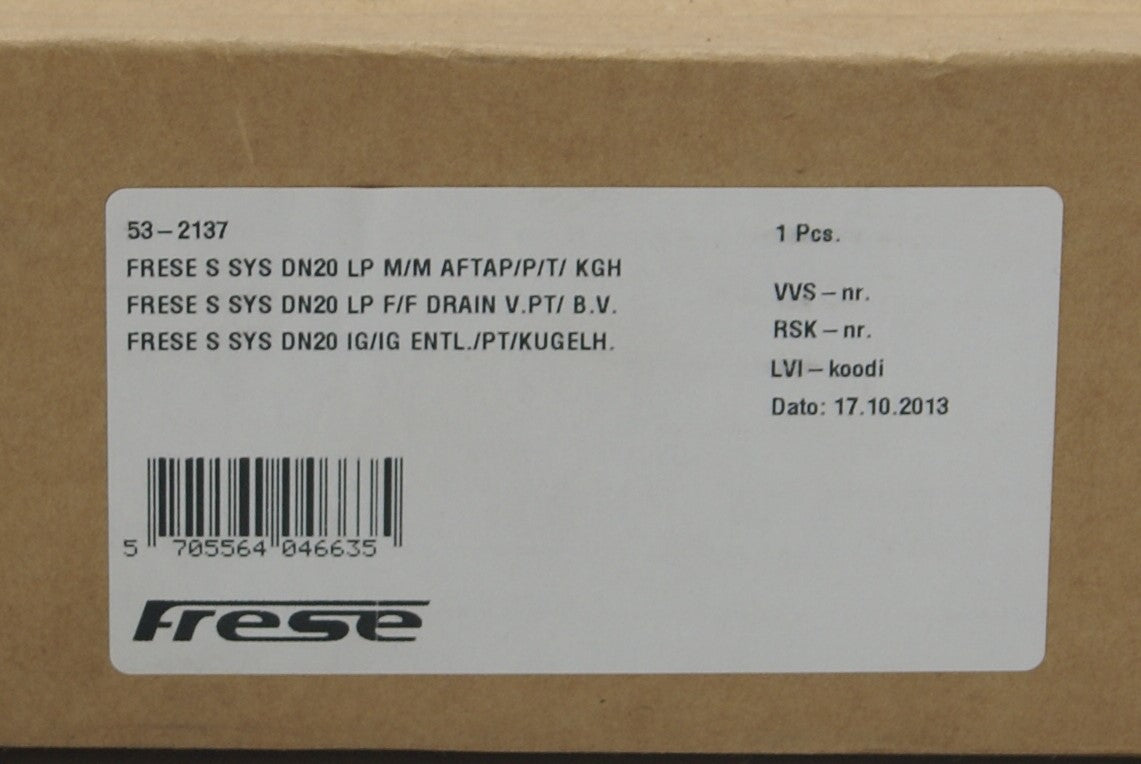 53-2137
FRESE S SYS DN20 LP M/M AFTAP/P/T/ KGH
FRESE S SYS DN20 LP F/F DRAIN V.PT/ B.V.
FRESE S SYS DN20 IG/IG ENTL./PT/KUGELH.
1 Pcs.
VVS-nr.
RSK-nr.
LVI-koodi
Dato: 17.10.2013
5 705564 046635
Frese